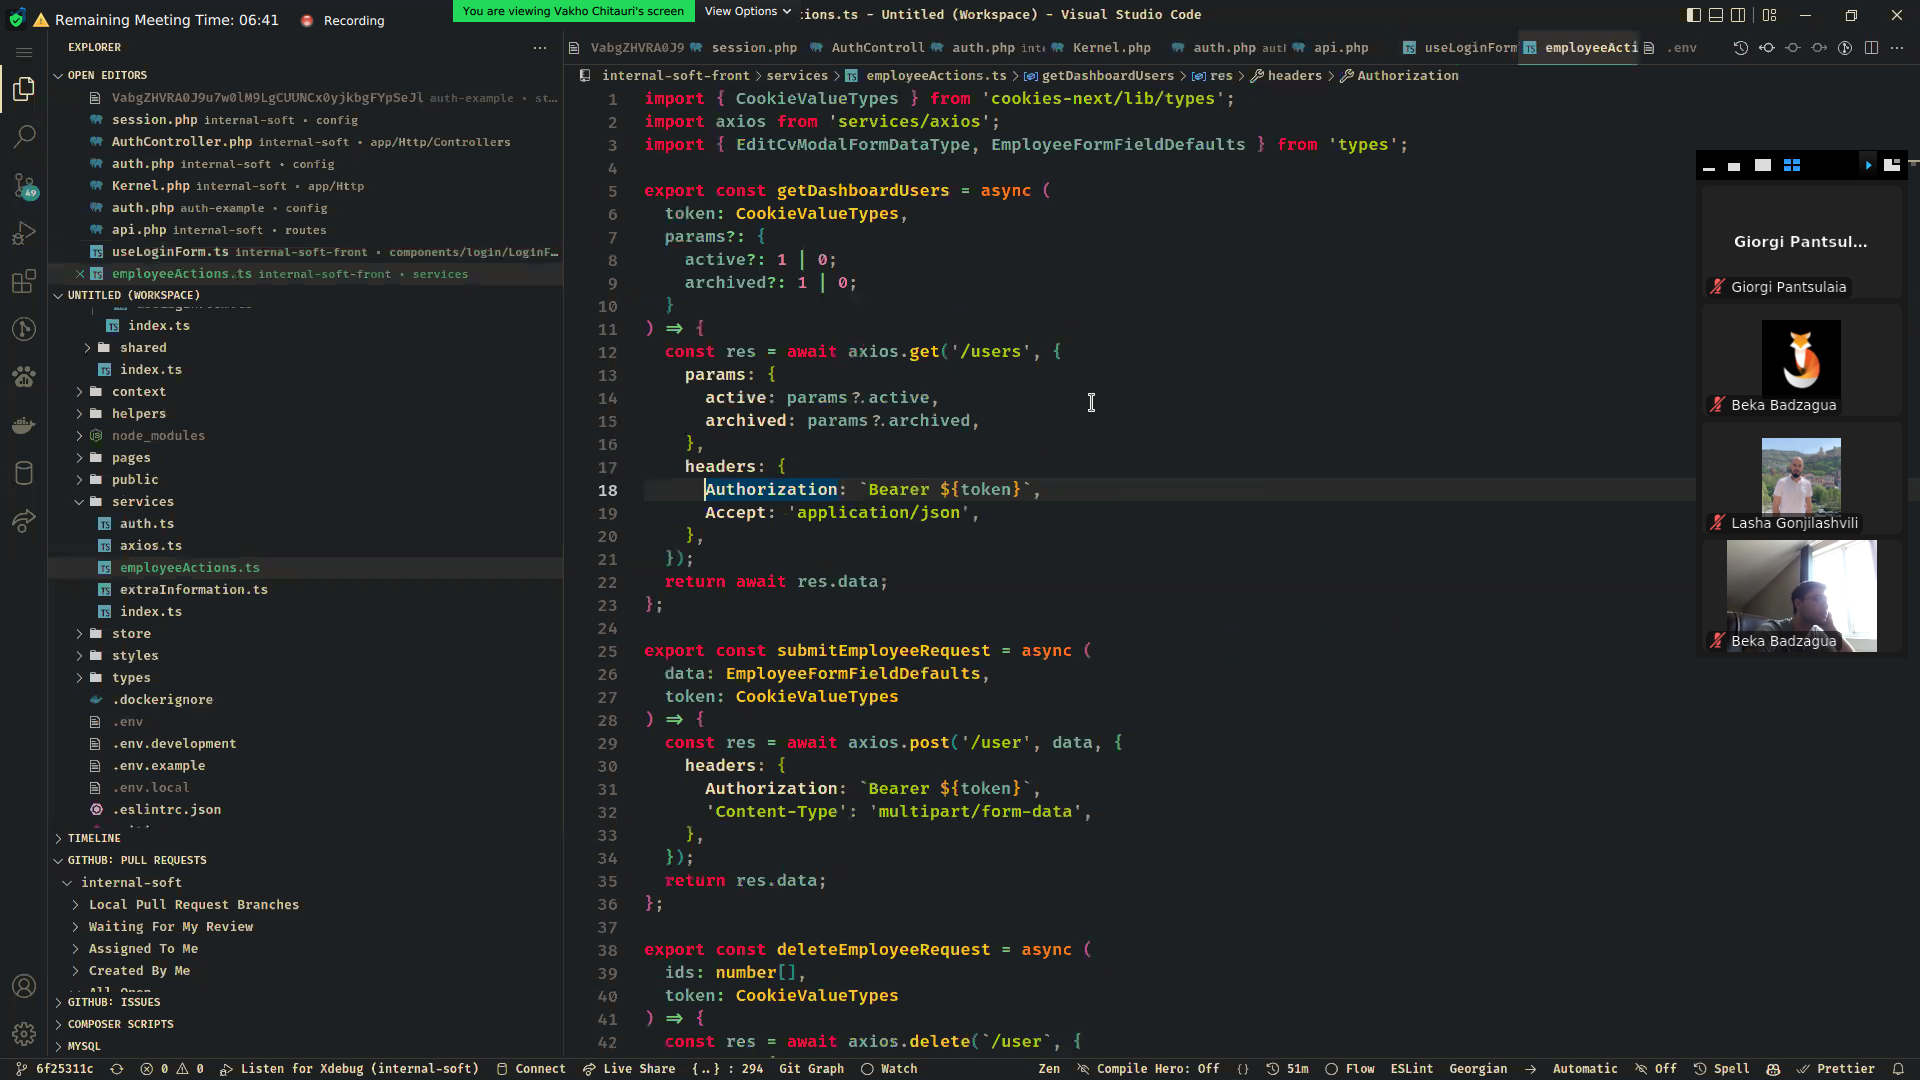 Remaining Meeting Time: 06:41
Recording
You are viewing Vakho Chitauri's screen
View Options
ions.ts - Untitled (Workspace) - Visual Studio Code
EXPLORER
VabgZHVRA0J9
session.php
AuthControll
auth.php
Kernel.php
auth.php
api.php
useLoginForm
employeeActi
.env
OPEN EDITORS
VabgZHVRA0J9u7w0lM9LgCUUNCx0yjkbgFYpSeJl auth-example • st...
session.php internal-soft • config
AuthController.php internal-soft • app/Http/Controllers
auth.php internal-soft • config
Kernel.php internal-soft • app/Http
auth.php auth-example • config
api.php internal-soft • routes
useLoginForm.ts internal-soft-front • components/login/LoginF...
employeeActions.ts internal-soft-front • services
UNTITLED (WORKSPACE)
index.ts
shared
index.ts
context
helpers
node_modules
pages
public
services
auth.ts
axios.ts
employeeActions.ts
extraInformation.ts
index.ts
store
styles
types
.dockerignore
.env
.env.development
.env.example
.env.local
.eslintrc.json
TIMELINE
GITHUB: PULL REQUESTS
internal-soft
Local Pull Request Branches
Waiting For My Review
Assigned To Me
Created By Me
All Open
GITHUB: ISSUES
COMPOSER SCRIPTS
MYSQL
internal-soft-front > services > employeeActions.ts > getDashboardUsers > res > headers > Authorization
1 import { CookieValueTypes } from 'cookies-next/lib/types';
2 import axios from 'services/axios';
3 import { EditCvModalFormDataType, EmployeeFormFieldDefaults } from 'types';
4
5 export const getDashboardUsers = async (
6 token: CookieValueTypes,
7 params?: {
8 active?: 1 | 0;
9 archived?: 1 | 0;
10 }
11 ) => {
12 const res = await axios.get('/users', {
13 params: {
14 active: params?.active,
15 archived: params?.archived,
16 },
17 headers: {
18 Authorization: `Bearer ${token}`,
19 Accept: 'application/json',
20 },
21 });
22 return await res.data;
23 };
24
25 export const submitEmployeeRequest = async (
26 data: EmployeeFormFieldDefaults,
27 token: CookieValueTypes
28 ) => {
29 const res = await axios.post('/user', data, {
30 headers: {
31 Authorization: `Bearer ${token}`,
32 'Content-Type': 'multipart/form-data',
33 },
34 });
35 return res.data;
36 };
37
38 export const deleteEmployeeRequest = async (
39 ids: number[],
40 token: CookieValueTypes
41 ) => {
42 const res = await axios.delete(`/user`, {
Giorgi Pantsul...
Giorgi Pantsulaia
Beka Badzagua
Lasha Gonjilashvili
Beka Badzagua
49
6f25311c
0 0
Listen for Xdebug (internal-soft)
Connect
Live Share
{..} : 294
Git Graph
Watch
Zen
Compile Hero: Off
{}
51m
Flow
ESLint
Georgian
Automatic
Off
Spell
Prettier